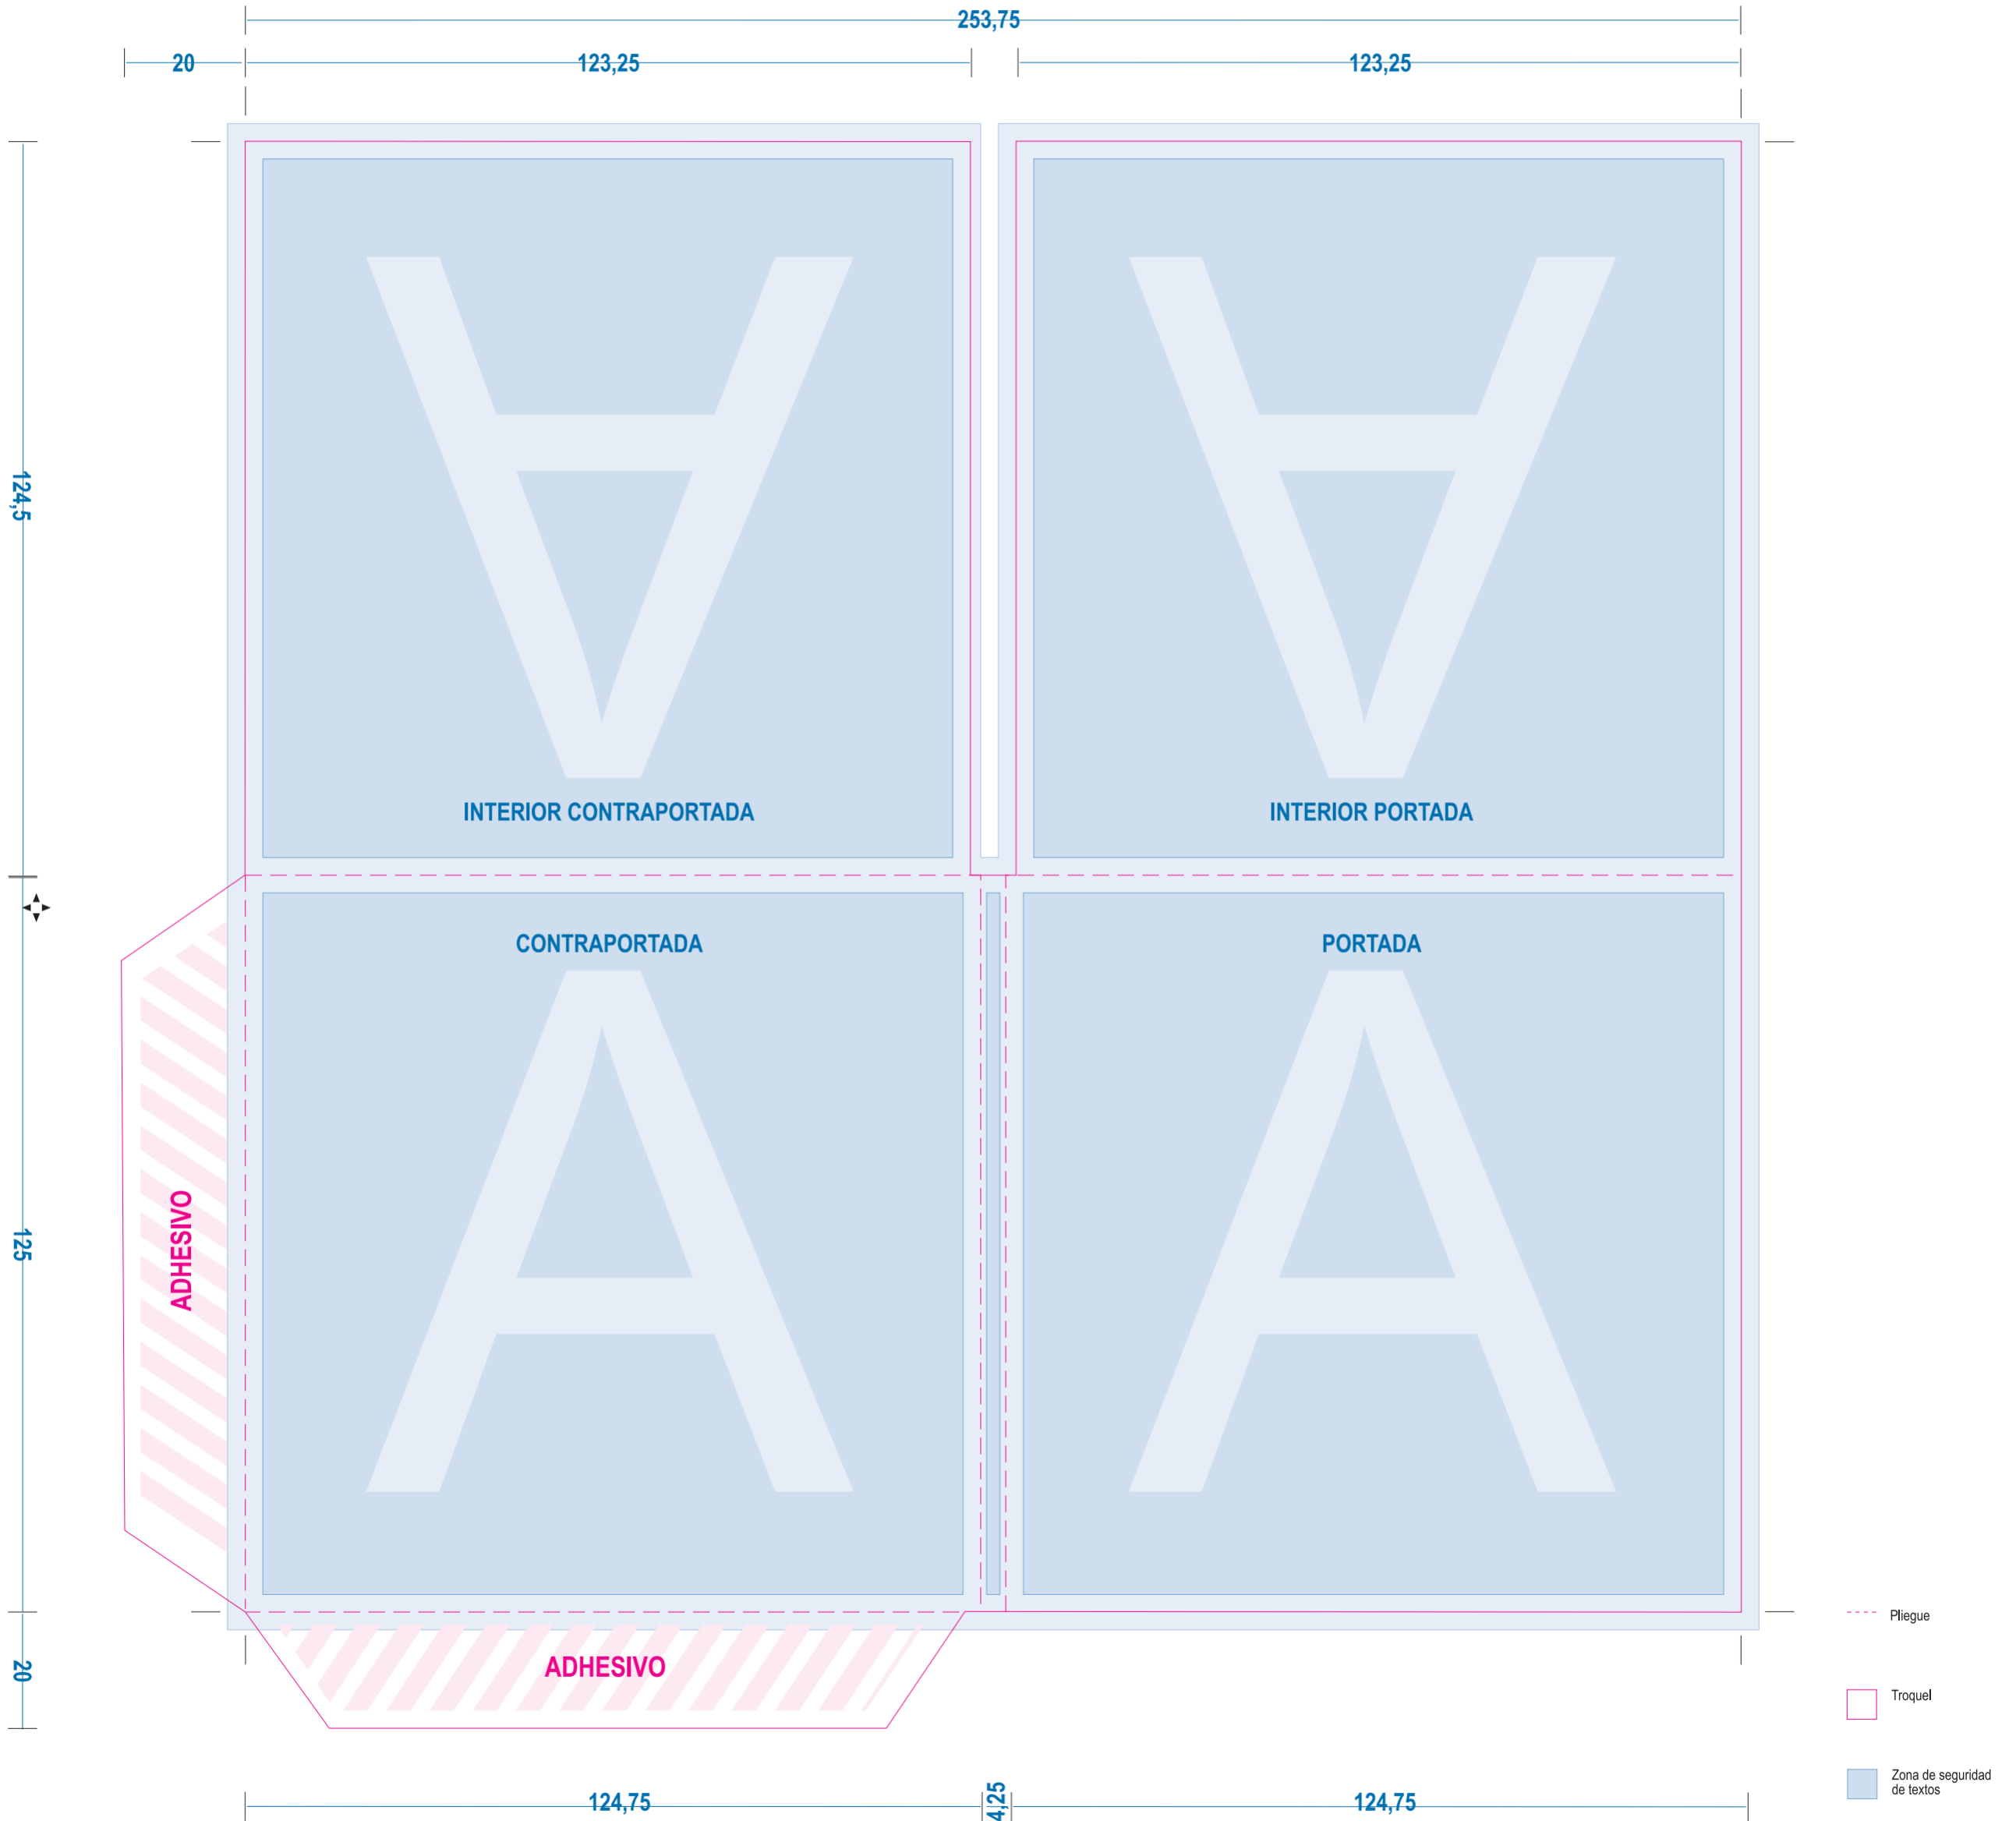 253,75
20
123,25
123,25
124,5
A
A
INTERIOR CONTRAPORTADA
INTERIOR PORTADA
CONTRAPORTADA
PORTADA
A
A
ADHESIVO
125
ADHESIVO
20
Pliegue
Troquel
Zona de seguridad
de textos
124,75
4,25
124,75